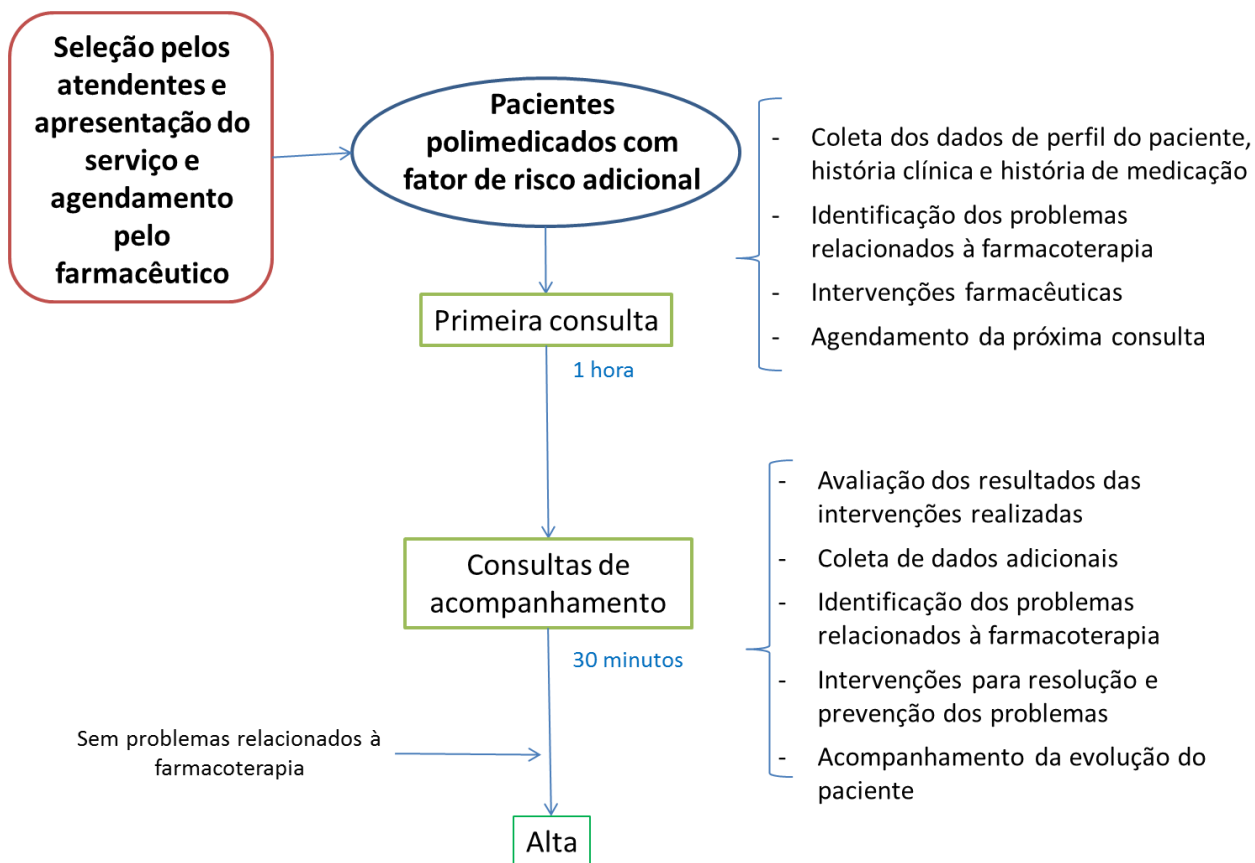 Seleção pelos
atendentes e
apresentação do
serviço e
agendamento
pelo
farmacêutico
Pacientes
polimedicados com
fator de risco adicional
- Coleta dos dados de perfil do paciente,
história clínica e história de medicação
- Identificação dos problemas
relacionados à farmacoterapia
- Intervenções farmacêuticas
- Agendamento da próxima consulta
Primeira consulta
1 hora
Consultas de
acompanhamento
30 minutos
- Avaliação dos resultados das
intervenções realizadas
- Coleta de dados adicionais
- Identificação dos problemas
relacionados à farmacoterapia
- Intervenções para resolução e
prevenção dos problemas
- Acompanhamento da evolução do
paciente
Sem problemas relacionados à
farmacoterapia
Alta